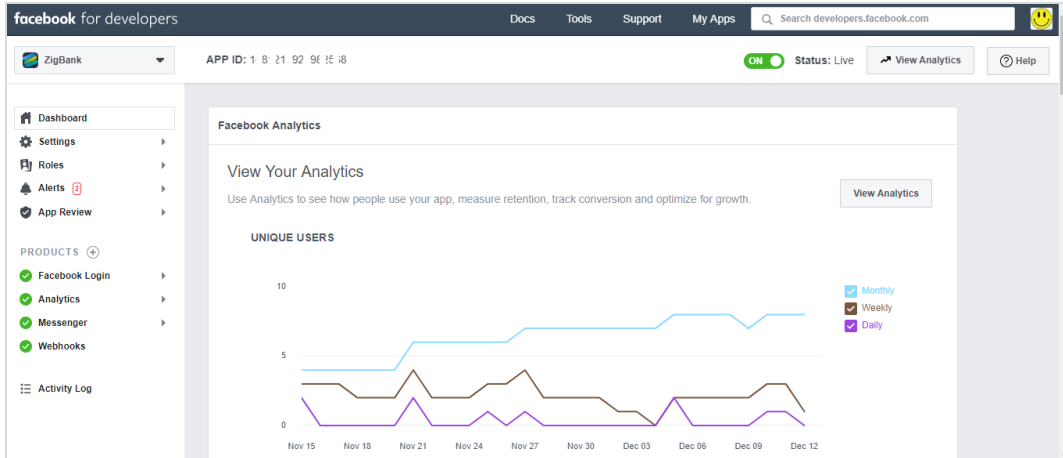 facebook for developers Docs Tools Support My Apps Search developers.facebook.com
ZigBank APP ID: ON Status: Live View Analytics Help
Dashboard
Settings
Roles
Alerts 2
App Review
PRODUCTS
Facebook Login
Analytics
Messenger
Webhooks
Activity Log
Facebook Analytics
View Your Analytics
Use Analytics to see how people use your app, measure retention, track conversion and optimize for growth.
View Analytics
UNIQUE USERS
10
5
0
Nov 15 Nov 18 Nov 21 Nov 24 Nov 27 Nov 30 Dec 03 Dec 06 Dec 09 Dec 12
Monthly
Weekly
Daily